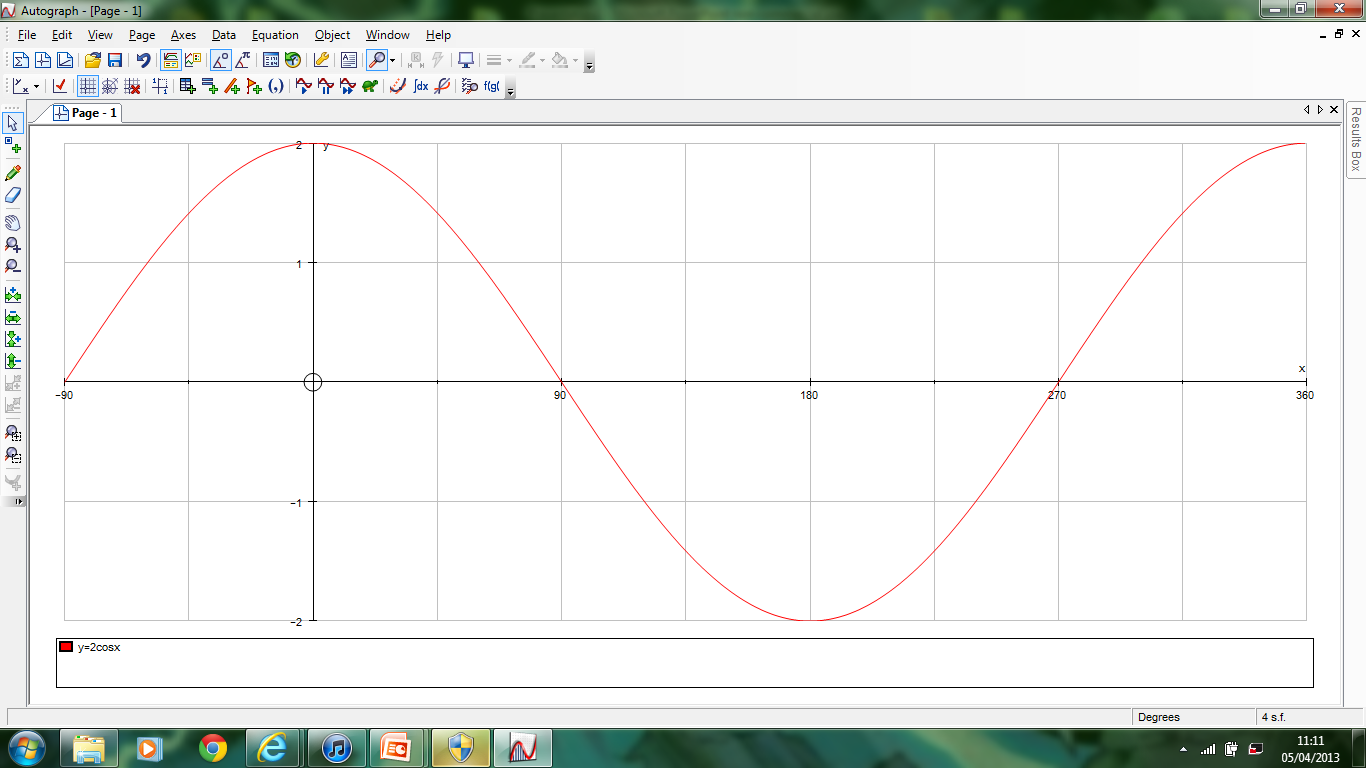 Autograph - [Page - 1]
File Edit View Page Axes Data Equation Object Window Help
∫dx f(g(
Page - 1
Results Box
2 y
1
x
−90 90 180 270 360
−1
−2
y=2cosx
Degrees 4 s.f.
11:11
05/04/2013